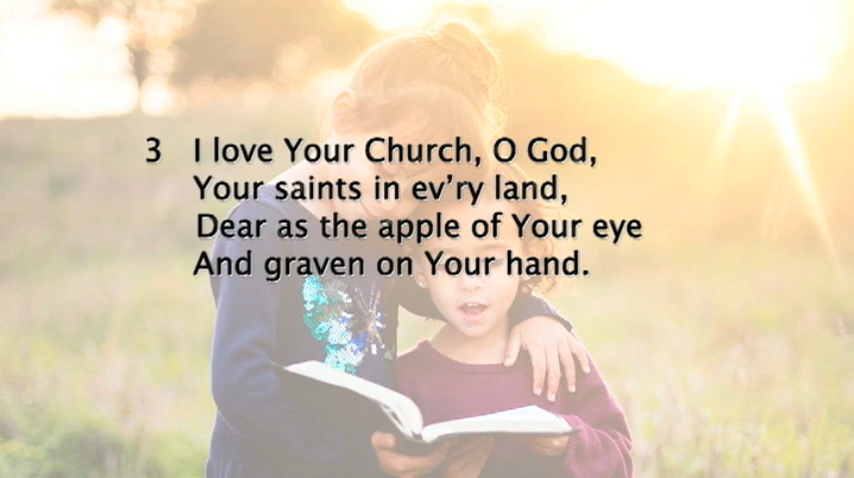 3 I love Your Church, O God,
Your saints in ev’ry land,
Dear as the apple of Your eye
And graven on Your hand.